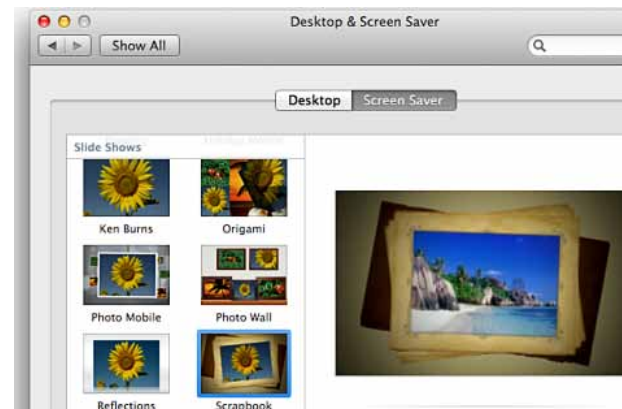 Desktop & Screen Saver
Show All
Desktop Screen Saver
Slide Shows
Ken Burns Origami
Photo Mobile Photo Wall
Reflections Scrapbook